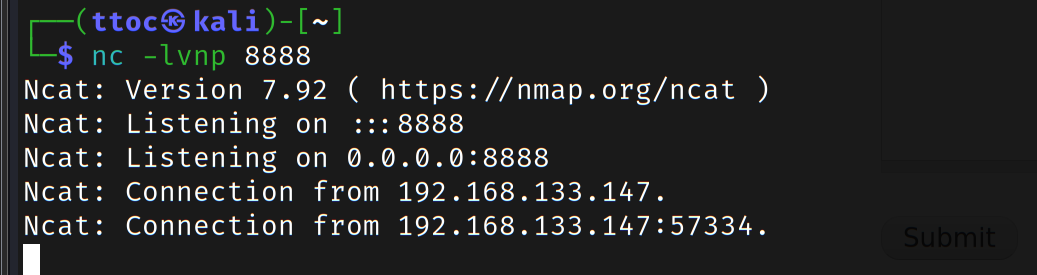 ┌──(ttoc㉿kali)-[~]
└─$ nc -lvnp 8888
Ncat: Version 7.92 ( https://nmap.org/ncat )
Ncat: Listening on :::8888
Ncat: Listening on 0.0.0.0:8888
Ncat: Connection from 192.168.133.147.
Ncat: Connection from 192.168.133.147:57334.
Submit